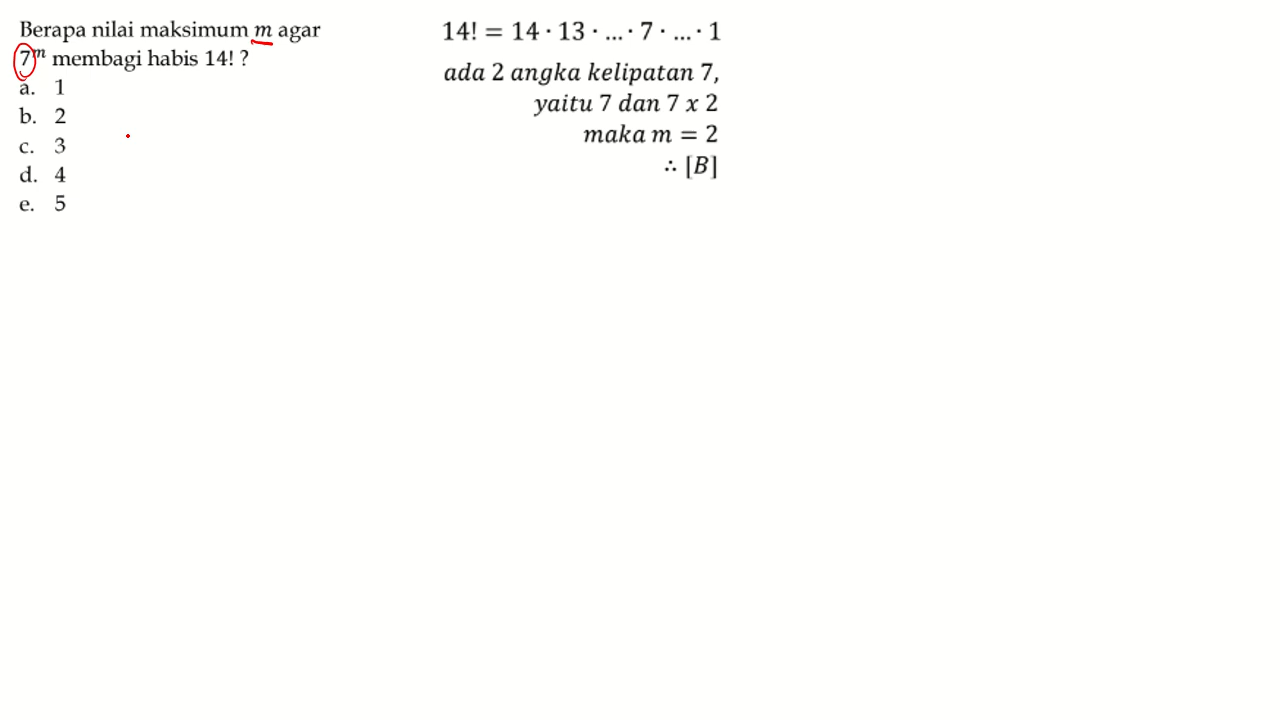 Berapa nilai maksimum m agar
7^m membagi habis 14! ?
a. 1
b. 2
c. 3
d. 4
e. 5
14! = 14 · 13 · … · 7 · … · 1
ada 2 angka kelipatan 7,
yaitu 7 dan 7 x 2
maka m = 2
∴ [B]